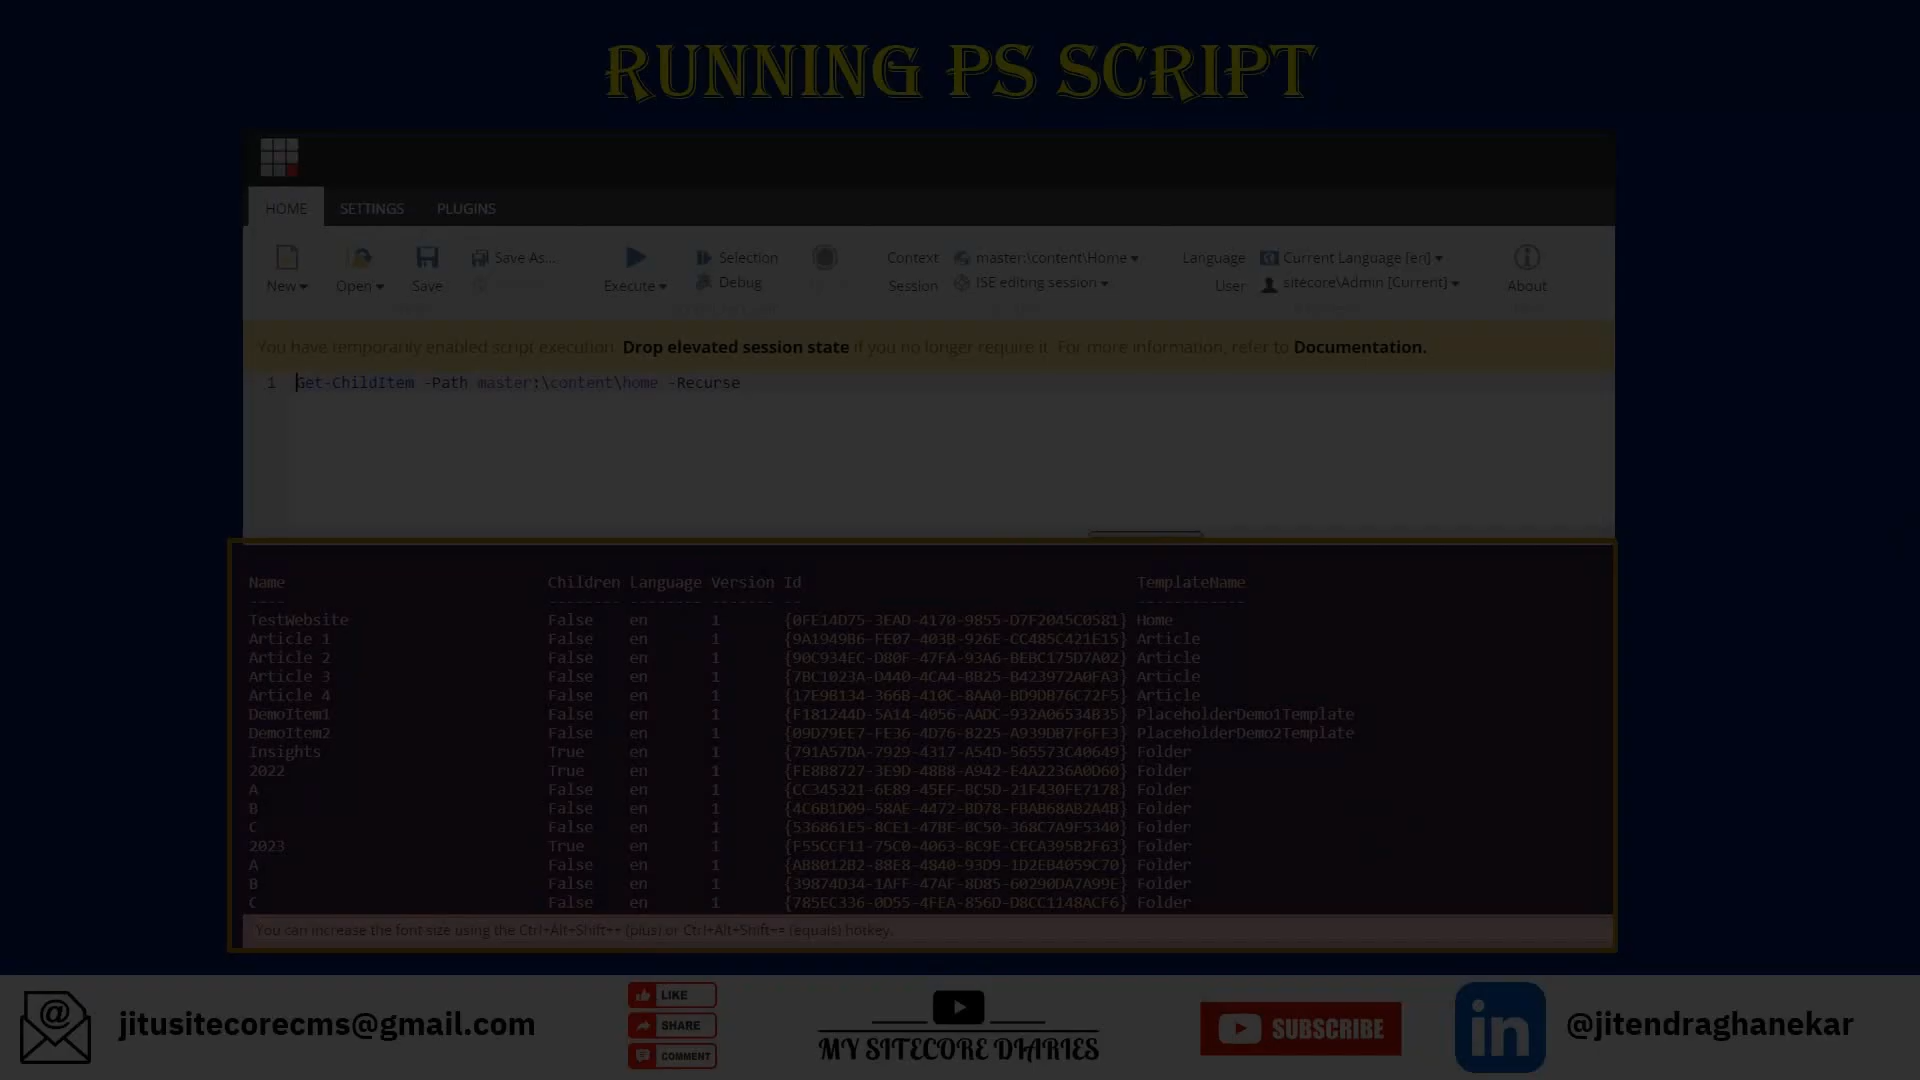 RUNNING PS SCRIPT
HOME SETTINGS PLUGINS
Save As... Selection Context master:\content\Home Language Current Language [en]
New Open Save Execute Debug Session ISE editing session User sitecore\Admin [Current] About
You have temporarily enabled script execution. Drop elevated session state if you no longer require it. For more information, refer to Documentation.
1 Get-ChildItem -Path master:\content\home -Recurse
Name Children Language Version Id TemplateName
---- -------- -------- ------- -- ------------
TestWebsite False en 1 {0FE14D75-3EAD-4170-9855-D7F2045C0581} Home
Article 1 False en 1 {9A1949B6-FE07-403B-926E-CC485C421E15} Article
Article 2 False en 1 {90C934EC-D80F-47FA-93A6-BEBC175D7A02} Article
Article 3 False en 1 {7BC1023A-D440-4CA4-BB25-B423972A0FA3} Article
Article 4 False en 1 {17E9B134-366B-410C-8AA0-BD9DB76C72F5} Article
DemoItem1 False en 1 {F181244D-5A14-4056-AADC-932A06534B35} PlaceholderDemo1Template
DemoItem2 False en 1 {09D79EE7-FE36-4D76-8225-A939DB7F6FE3} PlaceholderDemo2Template
Insights True en 1 {791A57DA-7929-4317-A54D-565573C40649} Folder
2022 True en 1 {FE8B8727-3E9D-48B8-A942-E4A2236A0D60} Folder
A False en 1 {CC345321-6E89-45EF-BC5D-21F430FE7178} Folder
B False en 1 {4C6B1D09-58AE-4472-BD78-FBAB68AB2A4B} Folder
C False en 1 {536861E5-8CE1-47BE-BC50-368C7A9F5340} Folder
2023 True en 1 {F55CCF11-75C0-4063-8C9E-CECA395B2F63} Folder
A False en 1 {AB8012B2-88E8-4840-93D9-1D2EB4059C70} Folder
B False en 1 {39874D34-1AFF-47AF-8D85-60290DA7A99E} Folder
C False en 1 {785EC336-0D55-4FEA-856D-D8CC1148ACF6} Folder
You can increase the font size using the Ctrl+Alt+Shift++ (plus) or Ctrl+Alt+Shift+= (equals) hotkey.
jitusitecorecms@gmail.com
LIKE
SHARE
COMMENT
MY SITECORE DIARIES
SUBSCRIBE
in
@jitendraghanekar